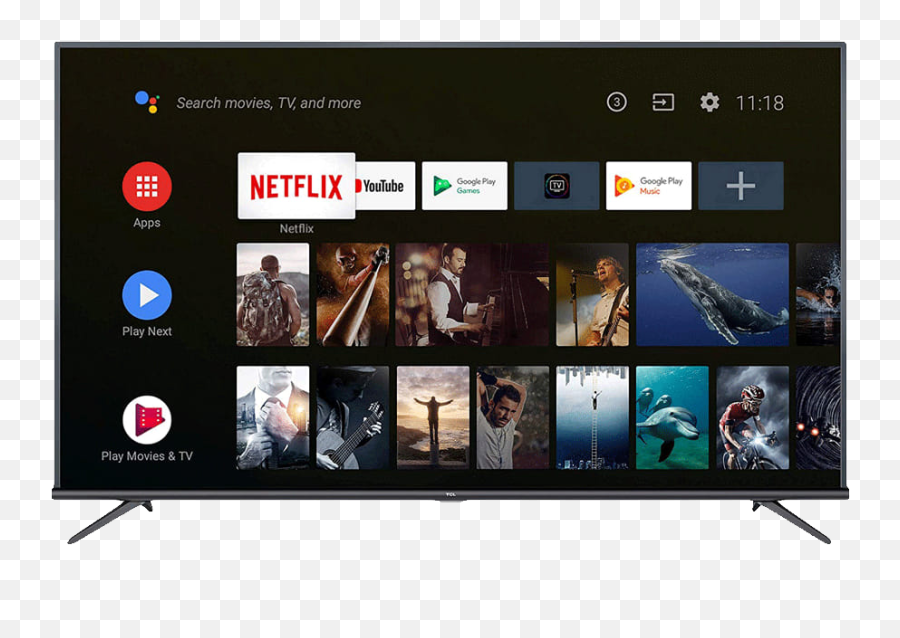 Search movies, TV, and more
3
11:18
NETFLIX
YouTube
Google Play
Games
TV
Google Play
Music
Netflix
Apps
Play Next
Play Movies & TV
TCL